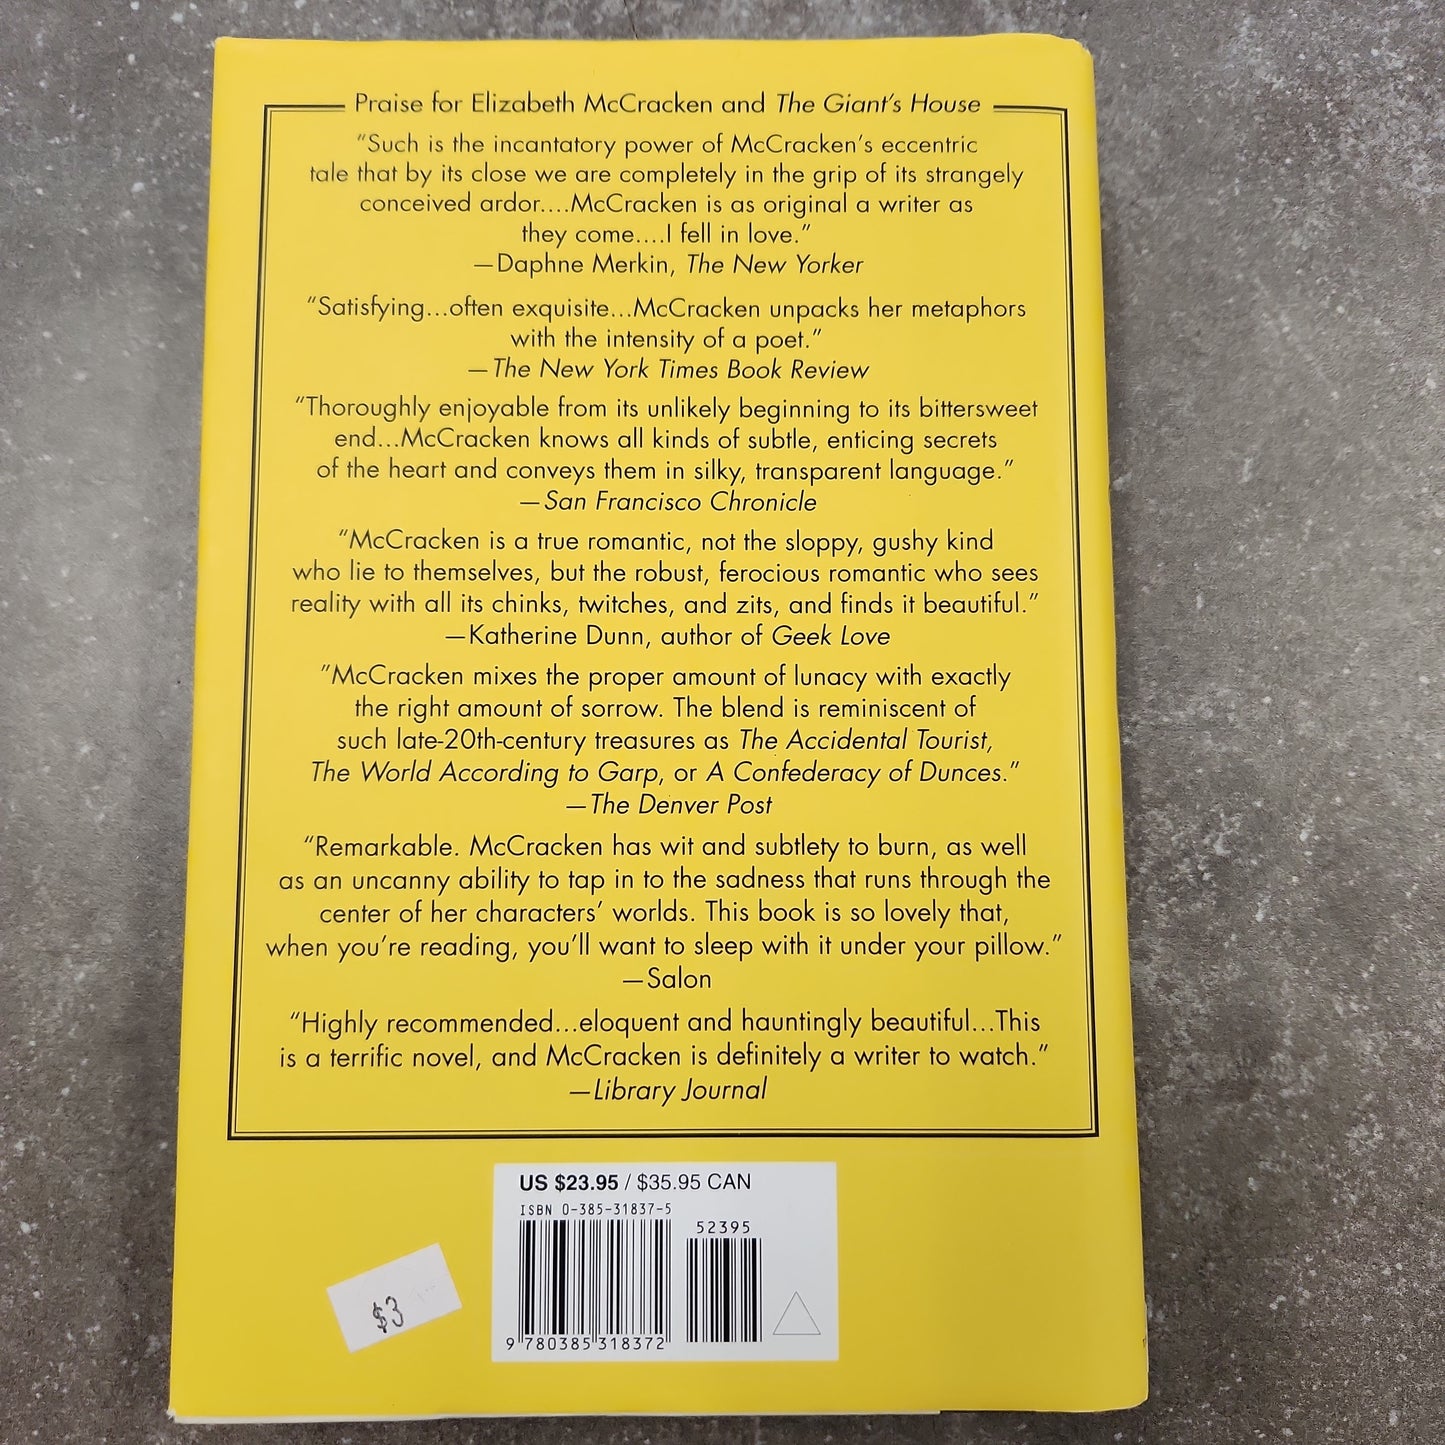 Praise for Elizabeth McCracken and The Giant's House
“Such is the incantatory power of McCracken's eccentric
tale that by its close we are completely in the grip of its strangely
conceived ardor....McCracken is as original a writer as
they come....I fell in love.”
—Daphne Merkin, The New Yorker
“Satisfying...often exquisite...McCracken unpacks her metaphors
with the intensity of a poet.”
—The New York Times Book Review
“Thoroughly enjoyable from its unlikely beginning to its bittersweet
end...McCracken knows all kinds of subtle, enticing secrets
of the heart and conveys them in silky, transparent language.”
—San Francisco Chronicle
“McCracken is a true romantic, not the sloppy, gushy kind
who lie to themselves, but the robust, ferocious romantic who sees
reality with all its chinks, twitches, and zits, and finds it beautiful.”
—Katherine Dunn, author of Geek Love
“McCracken mixes the proper amount of lunacy with exactly
the right amount of sorrow. The blend is reminiscent of
such late-20th-century treasures as The Accidental Tourist,
The World According to Garp, or A Confederacy of Dunces.”
—The Denver Post
“Remarkable. McCracken has wit and subtlety to burn, as well
as an uncanny ability to tap in to the sadness that runs through the
center of her characters' worlds. This book is so lovely that,
when you're reading, you'll want to sleep with it under your pillow.”
—Salon
“Highly recommended...eloquent and hauntingly beautiful...This
is a terrific novel, and McCracken is definitely a writer to watch.”
—Library Journal
US $23.95 / $35.95 CAN
ISBN 0-385-31837-5
52395
9 780385 318372
$3